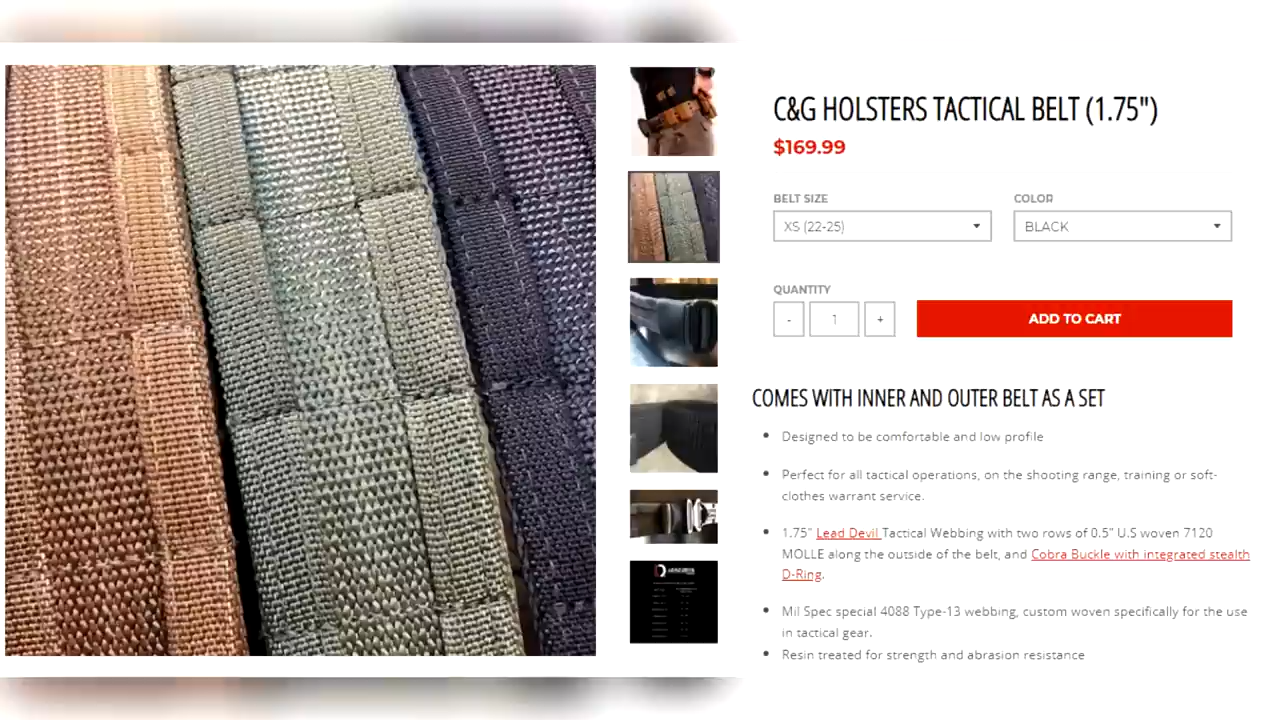 C&G HOLSTERS TACTICAL BELT (1.75")
$169.99
BELT SIZE
COLOR
XS (22-25)
BLACK
QUANTITY
- 1 +
ADD TO CART
COMES WITH INNER AND OUTER BELT AS A SET
Designed to be comfortable and low profile
Perfect for all tactical operations, on the shooting range, training or soft-
clothes warrant service.
1.75" Lead Devil Tactical Webbing with two rows of 0.5" U.S woven 7120
MOLLE along the outside of the belt, and Cobra Buckle with integrated stealth
D-Ring.
Mil Spec special 4088 Type-13 webbing, custom woven specifically for the use
in tactical gear.
Resin treated for strength and abrasion resistance